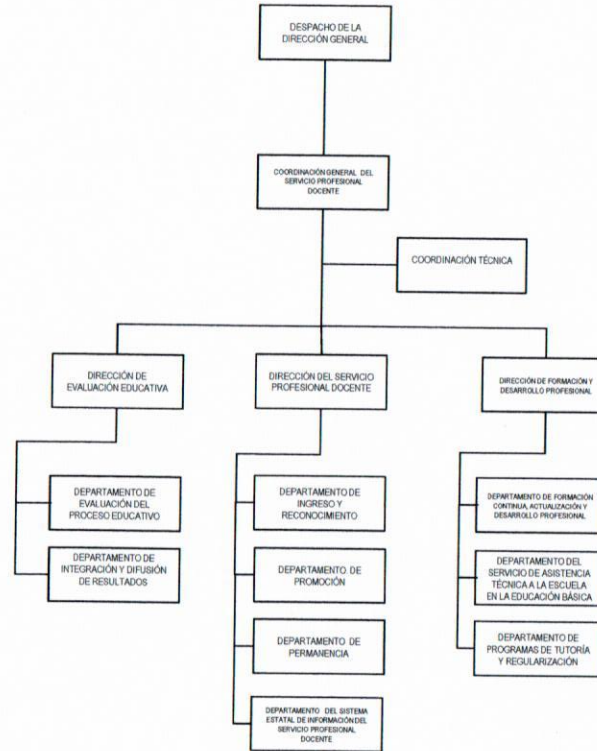 DESPACHO DE LA
DIRECCIÓN GENERAL
COORDINACIÓN GENERAL DEL
SERVICIO PROFESIONAL
DOCENTE
COORDINACIÓN TÉCNICA
DIRECCIÓN DE
EVALUACIÓN EDUCATIVA
DIRECCIÓN DEL SERVICIO
PROFESIONAL DOCENTE
DIRECCIÓN DE FORMACIÓN Y
DESARROLLO PROFESIONAL
DEPARTAMENTO DE
EVALUACIÓN DEL
PROCESO EDUCATIVO
DEPARTAMENTO DE
INTEGRACIÓN Y DIFUSIÓN
DE RESULTADOS
DEPARTAMENTO DE
INGRESO Y
RECONOCIMIENTO
DEPARTAMENTO DE
PROMOCIÓN
DEPARTAMENTO DE
PERMANENCIA
DEPARTAMENTO DEL SISTEMA
ESTATAL DE INFORMACIÓN DEL
SERVICIO PROFESIONAL
DOCENTE
DEPARTAMENTO DE FORMACIÓN
CONTINUA, ACTUALIZACIÓN Y
DESARROLLO PROFESIONAL
DEPARTAMENTO DEL
SERVICIO DE ASISTENCIA
TÉCNICA A LA ESCUELA
EN LA EDUCACIÓN BÁSICA
DEPARTAMENTO DE
PROGRAMAS DE TUTORÍA
Y REGULARIZACIÓN